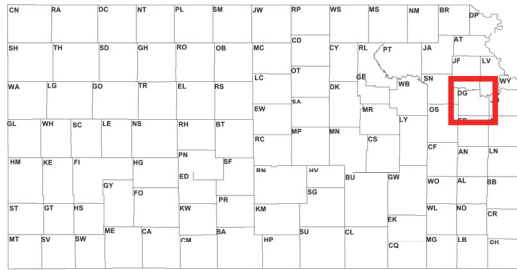 CN RA DC NT PL SM JW RP WS MS NM BR DP
CD AT
SH TH SD GH RO OB MC CY RL PT JA
JF LV
OT GE SN WY
LC WB
WA LG GO TR EL RS DK DG
SA MR OS
EW LY
GL WH SC LE NS RH BT
MP MN CS
RC
CF AN LN
PN
HM KE FI HG SF
ED RN HV BU GW WO AL BB
GY
FO SG
PR
ST GT HS KW KM WL NO
CR
EK
ME CA BA SU CL
MT SV SW CM HP CQ MG LB CK